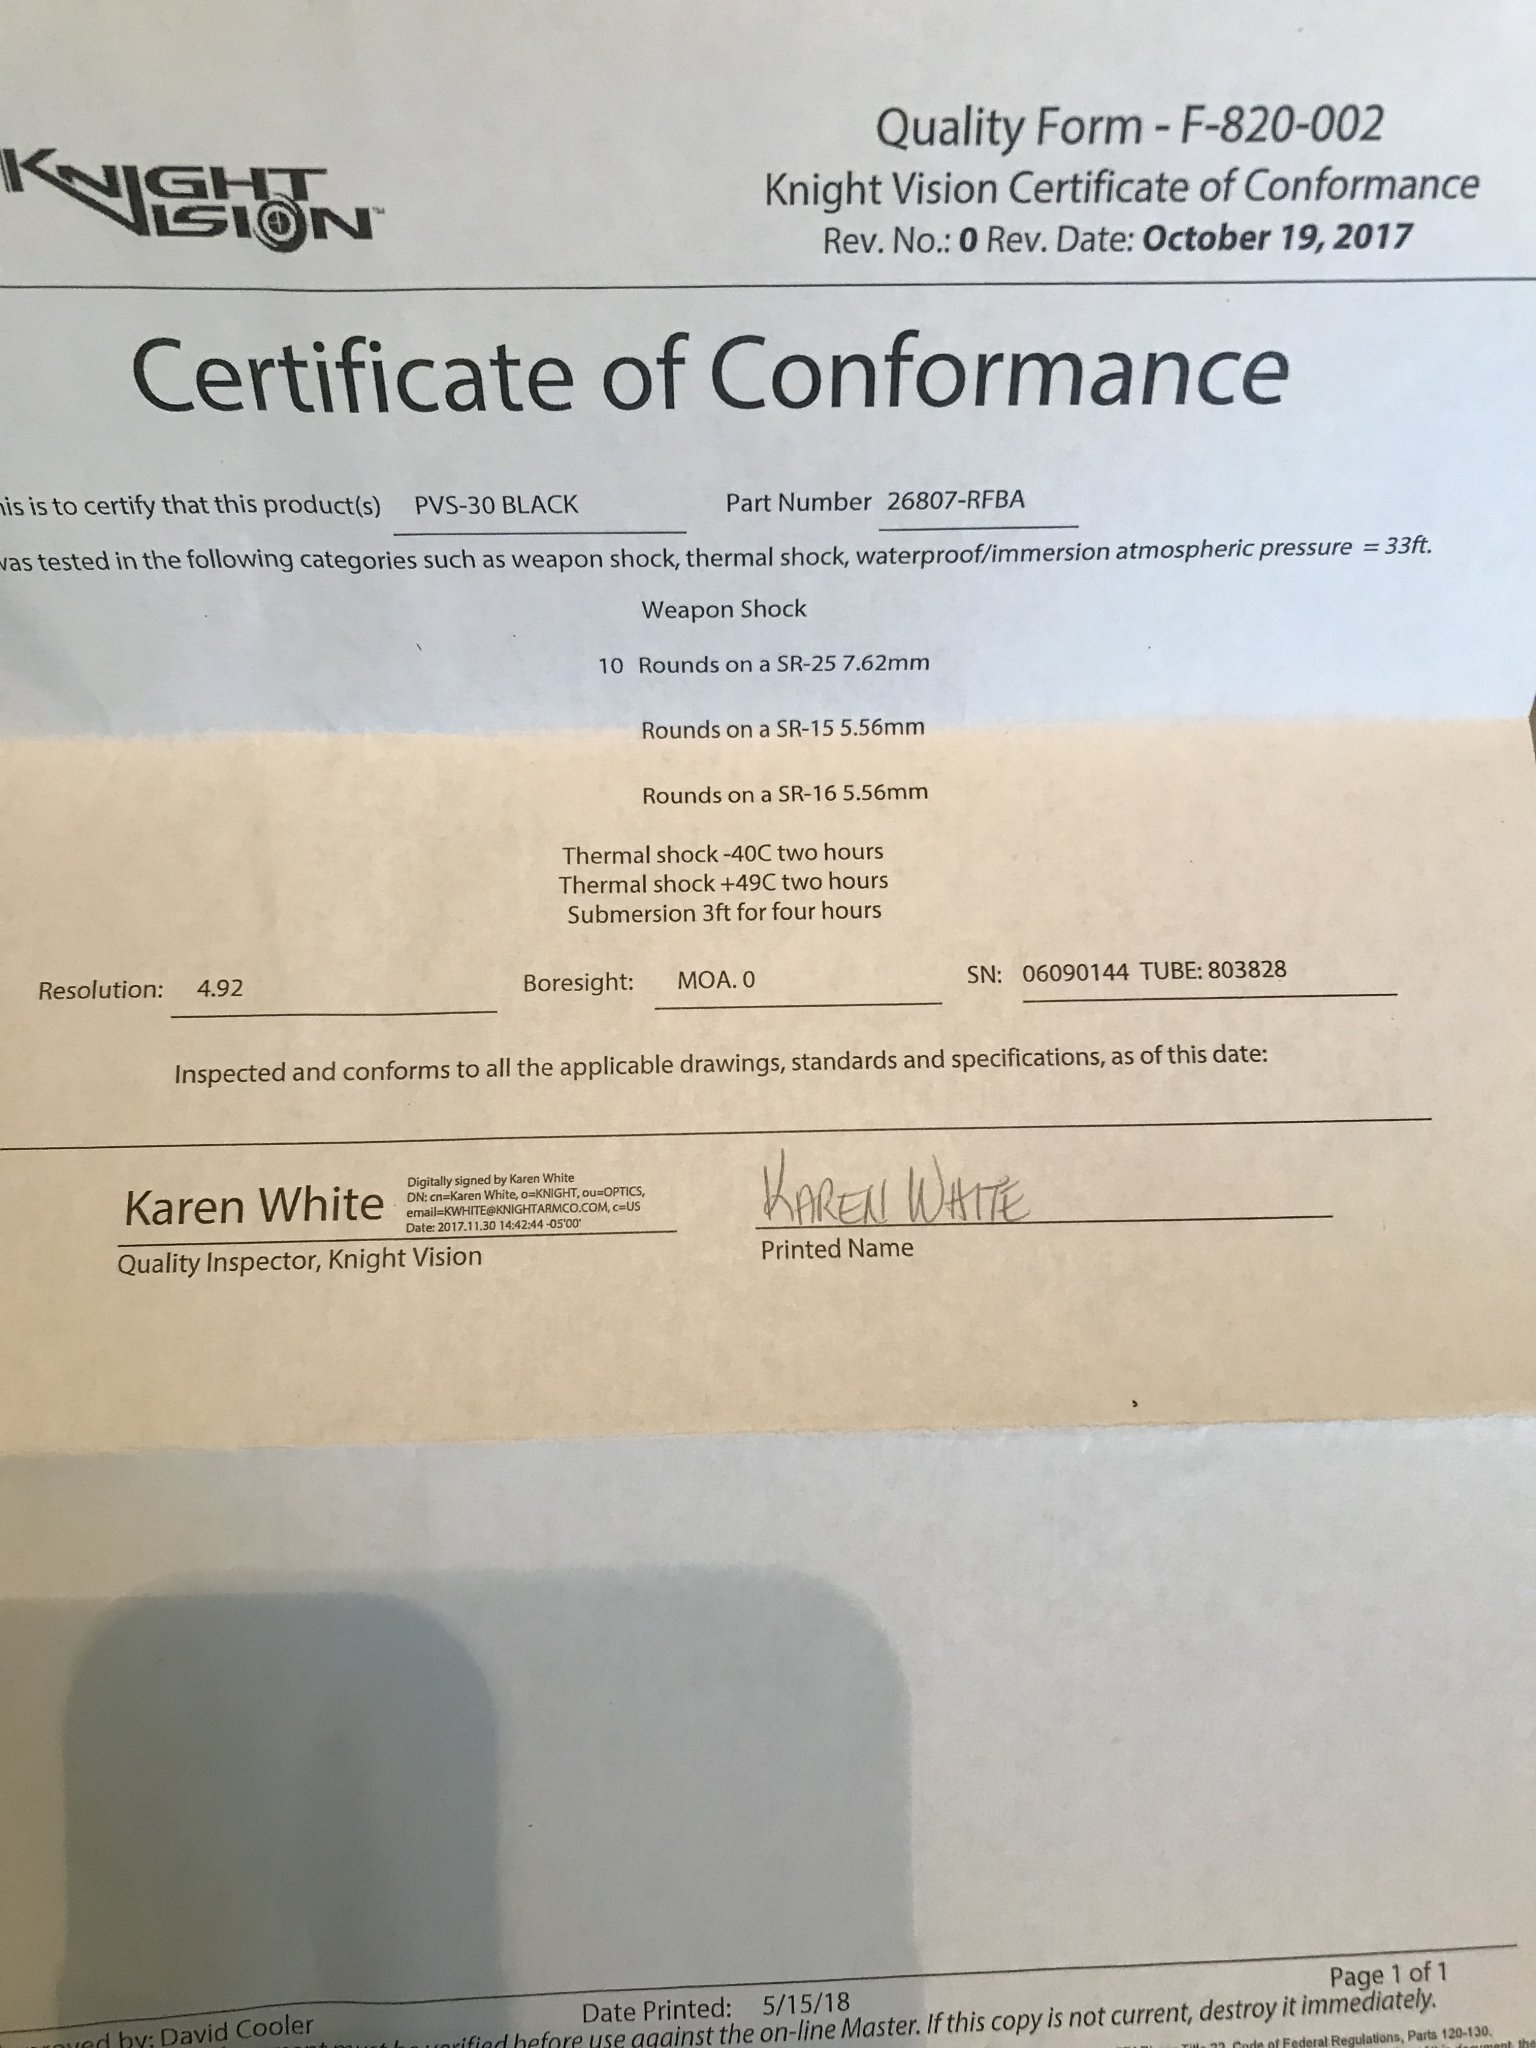 KNIGHT
VISION™
Quality Form - F-820-002
Knight Vision Certificate of Conformance
Rev. No.: 0 Rev. Date: October 19, 2017
Certificate of Conformance
his is to certify that this product(s) PVS-30 BLACK Part Number 26807-RFBA
was tested in the following categories such as weapon shock, thermal shock, waterproof/immersion atmospheric pressure = 33ft.
Weapon Shock
10 Rounds on a SR-25 7.62mm
Rounds on a SR-15 5.56mm
Rounds on a SR-16 5.56mm
Thermal shock -40C two hours
Thermal shock +49C two hours
Submersion 3ft for four hours
Resolution: 4.92 Boresight: MOA. 0 SN: 06090144 TUBE: 803828
Inspected and conforms to all the applicable drawings, standards and specifications, as of this date:
Karen White
Digitally signed by Karen White
DN: cn=Karen White, o=KNIGHT, ou=OPTICS,
email=KWHITE@KNIGHTARMCO.COM, c=US
Date: 2017.11.30 14:42:44 -05'00'
KAREN WHITE
Quality Inspector, Knight Vision
Printed Name
Page 1 of 1
oved by: David Cooler Date Printed: 5/15/18
verified before use against the on-line Master. If this copy is not current, destroy it immediately.
Code of Federal Regulations, Parts 120-130.